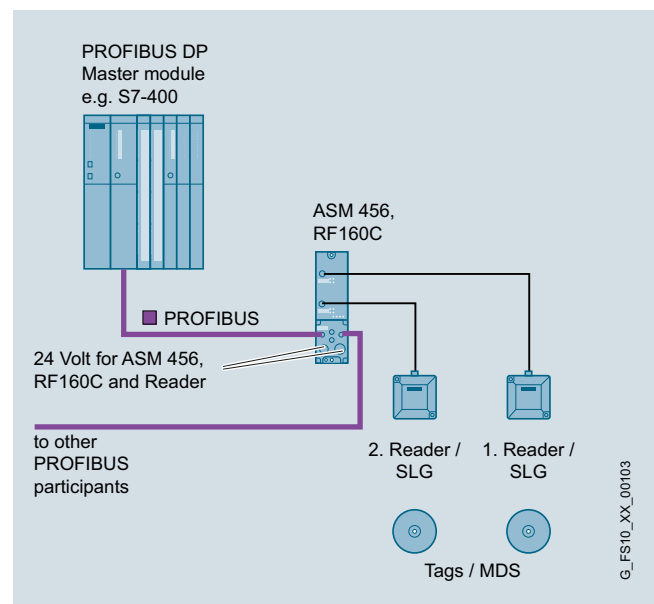 PROFIBUS DP
Master module
e.g. S7-400
ASM 456,
RF160C
PROFIBUS
24 Volt for ASM 456,
RF160C and Reader
to other
PROFIBUS
participants
2. Reader /
SLG
1. Reader /
SLG
Tags / MDS
G_FS10_XX_00103